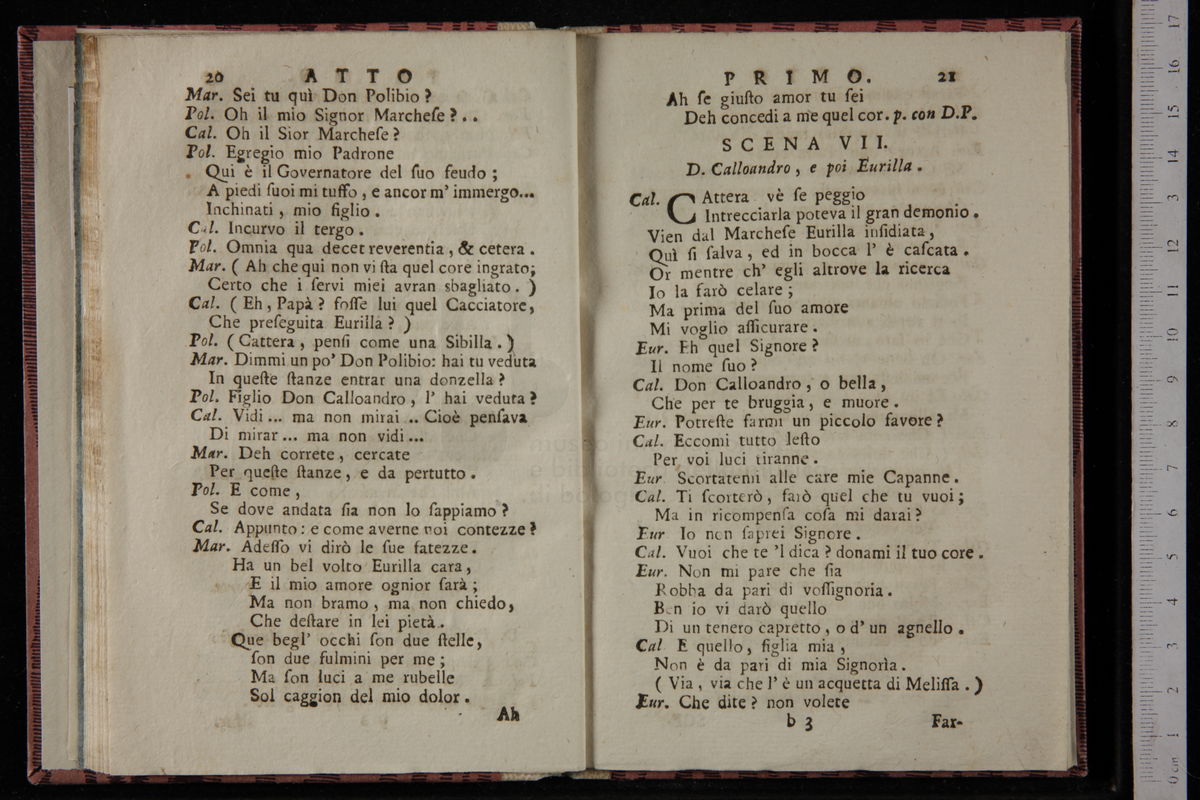 20 ATTO
Mar. Sei tu quì Don Polibio?
Pol. Oh il mio Signor Marcheſe?..
Cal. Oh il Sior Marcheſe?
Pol. Egregio mio Padrone
Qui è il Governatore del ſuo feudo;
A piedi ſuoi mi tuffo, e ancor m' immergo...
Inchinati, mio figlio.
Cal. Incurvo il tergo.
Pol. Omnia qua decet reverentia, & cetera.
Mar. (Ah che qui non vi ſta quel core ingrato;
Certo che i ſervi miei avran sbagliato.)
Cal. (Eh, Papà? foſſe lui quel Cacciatore,
Che preſeguita Eurilla?)
Pol. (Cattera, penſi come una Sibilla.)
Mar. Dimmi un po' Don Polibio: hai tu veduta
In queſte ſtanze entrar una donzella?
Pol. Figlio Don Calloandro, l' hai veduta?
Cal. Vidi... ma non mirai .. Cioè penſava
Di mirar... ma non vidi...
Mar. Deh correte, cercate
Per queſte ſtanze, e da pertutto.
Pol. E come,
Se dove andata ſia non lo ſappiamo?
Cal. Appunto: e come averne noi contezze?
Mar. Adeſſo vi dirò le ſue fatezze.
Ha un bel volto Eurilla cara,
E il mio amore ognior farà;
Ma non bramo, ma non chiedo,
Che deſtare in lei pietà.
Que begl' occhi ſon due ſtelle,
ſon due fulmini per me;
Ma ſon luci a me rubelle
Sol caggion del mio dolor.
Ah
PRIMO. 21
Ah ſe giuſto amor tu ſei
Deh concedi a me quel cor. p. con D.P.
SCENA VII.
D. Calloandro, e poi Eurilla.
Cal. CAttera vè ſe peggio
Intrecciarla poteva il gran demonio.
Vien dal Marcheſe Eurilla inſidiata,
Quì ſi ſalva, ed in bocca l' è caſcata.
Or mentre ch' egli altrove la ricerca
Io la farò celare;
Ma prima del ſuo amore
Mi voglio aſſicurare.
Eur. Eh quel Signore?
Il nome ſuo?
Cal. Don Calloandro, o bella,
Che per te bruggia, e muore.
Eur. Potreſte farmi un piccolo favore?
Cal. Eccomi tutto leſto
Per voi luci tiranne.
Eur. Scortatemi alle care mie Capanne.
Cal. Ti ſcorterò, farò quel che tu vuoi;
Ma in ricompenſa coſa mi darai?
Eur. Io non ſaprei Signore.
Cal. Vuoi che te 'l dica? donami il tuo core.
Eur. Non mi pare che ſia
Robba da pari di voſſignoria.
Ben io vi darò quello
Di un tenero capretto, o d' un agnello.
Cal. E quello, figlia mia,
Non è da pari di mia Signorìa.
(Via, via che l' è un acquetta di Meliſſa.)
Eur. Che dite? non volete
b 3 Far-